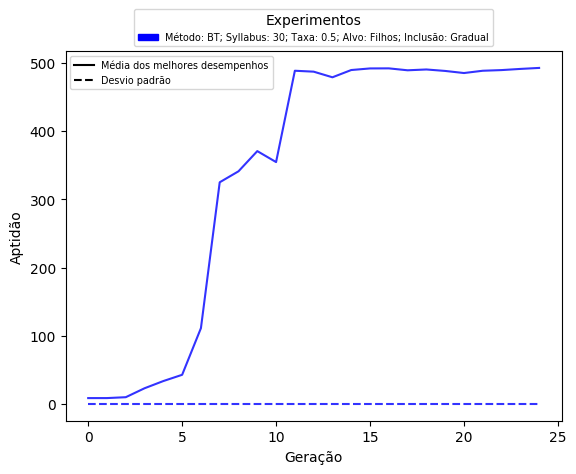 Experimentos
Método: BT; Syllabus: 30; Taxa: 0.5; Alvo: Filhos; Inclusão: Gradual
Média dos melhores desempenhos
Desvio padrão
500
400
300
200
100
0
Aptidão
0 5 10 15 20 25
Geração